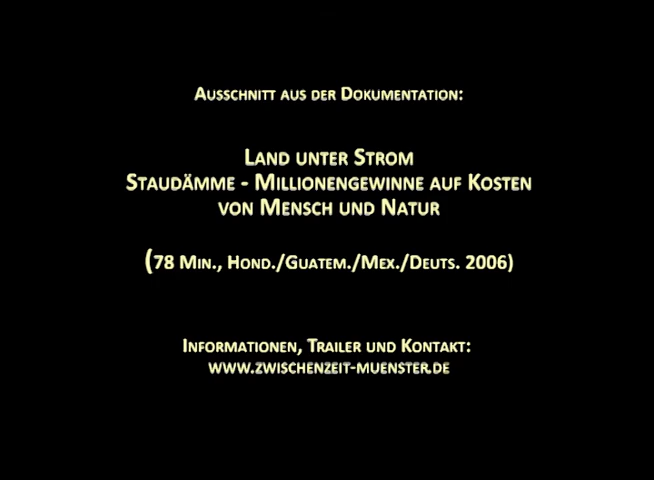 Ausschnitt aus der Dokumentation:
Land unter Strom
Staudämme - Millionengewinne auf Kosten
von Mensch und Natur
(78 Min., Hond./Guatem./Mex./Deuts. 2006)
Informationen, Trailer und Kontakt:
www.zwischenzeit-muenster.de